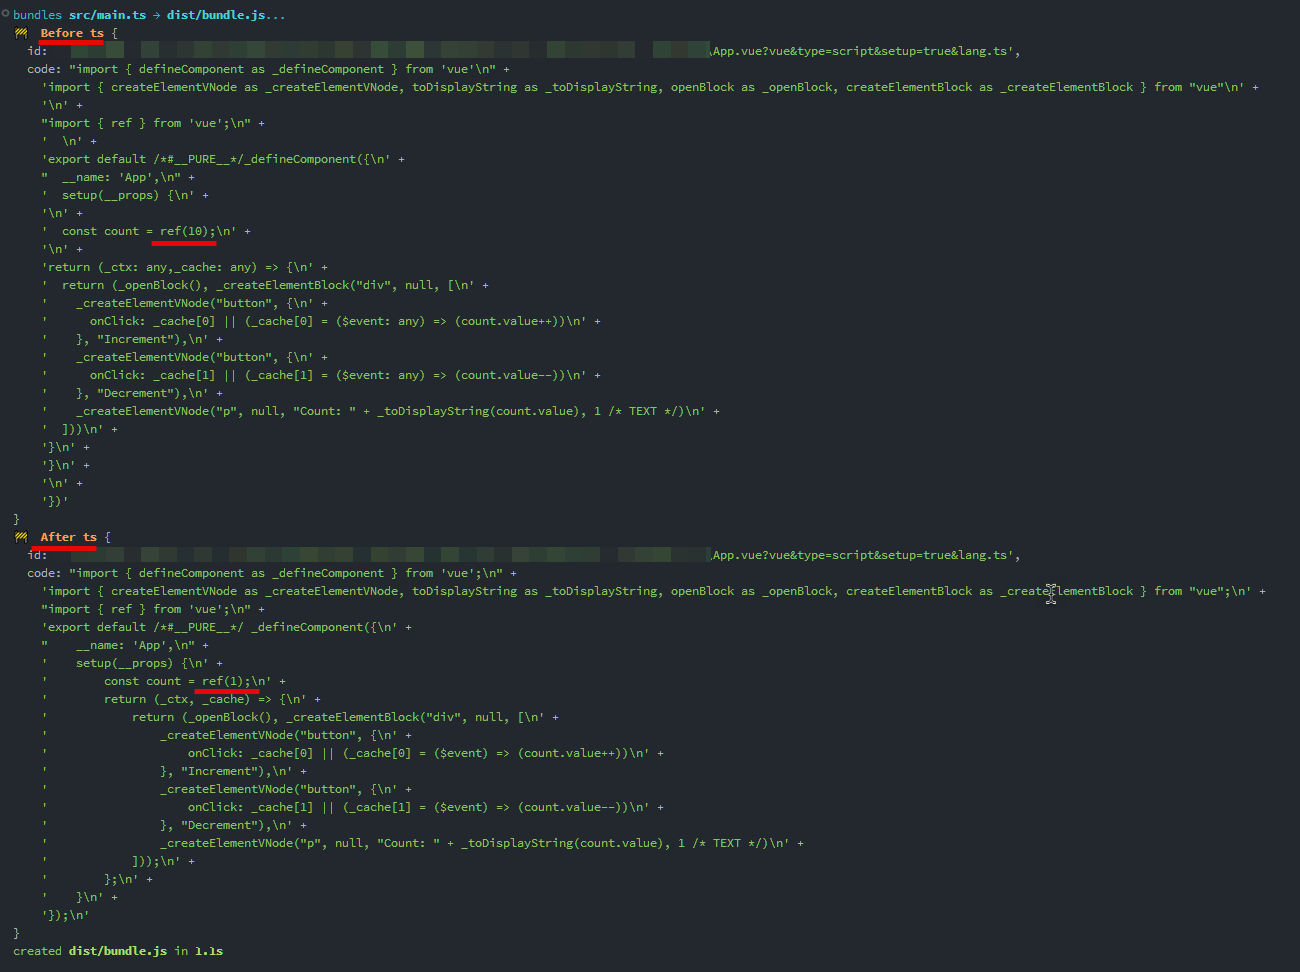 bundles src/main.ts → dist/bundle.js...
🚧 Before ts {
  id: \App.vue?vue&type=script&setup=true&lang.ts',
  code: "import { defineComponent as _defineComponent } from 'vue'\n" +
    'import { createElementVNode as _createElementVNode, toDisplayString as _toDisplayString, openBlock as _openBlock, createElementBlock as _createElementBlock } from "vue"\n' +
    '\n' +
    "import { ref } from 'vue';\n" +
    '  \n' +
    'export default /*#__PURE__*/_defineComponent({\n' +
    "  __name: 'App',\n" +
    '  setup(__props) {\n' +
    '\n' +
    '  const count = ref(10);\n' +
    '\n' +
    'return (_ctx: any,_cache: any) => {\n' +
    '  return (_openBlock(), _createElementBlock("div", null, [\n' +
    '    _createElementVNode("button", {\n' +
    '      onClick: _cache[0] || (_cache[0] = ($event: any) => (count.value++))\n' +
    '    }, "Increment"),\n' +
    '    _createElementVNode("button", {\n' +
    '      onClick: _cache[1] || (_cache[1] = ($event: any) => (count.value--))\n' +
    '    }, "Decrement"),\n' +
    '    _createElementVNode("p", null, "Count: " + _toDisplayString(count.value), 1 /* TEXT */)\n' +
    '  ]))\n' +
    '}\n' +
    '}\n' +
    '\n' +
    '})'
}
🚧 After ts {
  id: \App.vue?vue&type=script&setup=true&lang.ts',
  code: "import { defineComponent as _defineComponent } from 'vue';\n" +
    'import { createElementVNode as _createElementVNode, toDisplayString as _toDisplayString, openBlock as _openBlock, createElementBlock as _createElementBlock } from "vue";\n' +
    "import { ref } from 'vue';\n" +
    'export default /*#__PURE__*/ _defineComponent({\n' +
    "    __name: 'App',\n" +
    '    setup(__props) {\n' +
    '        const count = ref(1);\n' +
    '        return (_ctx, _cache) => {\n' +
    '            return (_openBlock(), _createElementBlock("div", null, [\n' +
    '                _createElementVNode("button", {\n' +
    '                    onClick: _cache[0] || (_cache[0] = ($event) => (count.value++))\n' +
    '                }, "Increment"),\n' +
    '                _createElementVNode("button", {\n' +
    '                    onClick: _cache[1] || (_cache[1] = ($event) => (count.value--))\n' +
    '                }, "Decrement"),\n' +
    '                _createElementVNode("p", null, "Count: " + _toDisplayString(count.value), 1 /* TEXT */)\n' +
    '            ]));\n' +
    '        };\n' +
    '    }\n' +
    '});\n'
}
created dist/bundle.js in 1.1s